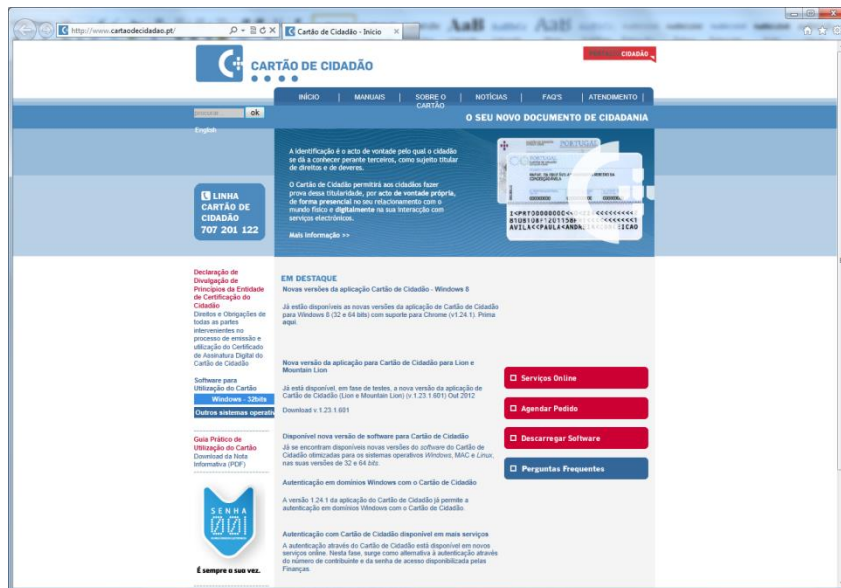 http://www.cartaodecidadao.pt/
Cartão de Cidadão - Início
CARTÃO DE CIDADÃO
CIDADÃO
INÍCIO | MANUAIS | SOBRE O CARTÃO | NOTÍCIAS | FAQ'S | ATENDIMENTO |
procurar ok
O SEU NOVO DOCUMENTO DE CIDADANIA
English
A identificação é o acto de vontade pelo qual o cidadão
se dá a conhecer perante terceiros, como sujeito titular
de direitos e de deveres.
O Cartão de Cidadão permitirá aos cidadãos fazer
prova dessa titularidade, por acto de vontade própria,
de forma presencial no seu relacionamento com o
mundo físico e digitalmente na sua interacção com
serviços electrónicos.
Mais Informação >>
PORTUGAL
LINHA
CARTÃO DE
CIDADÃO
707 201 122
Declaração de
Divulgação de
Princípios da Entidade
de Certificação do
Cidadão
Direitos e Obrigações de
todas as partes
intervenientes no
processo de emissão e
utilização do Certificado
de Assinatura Digital do
Cartão de Cidadão
Software para
Utilização do Cartão
Windows - 32bits
Outros sistemas operativ
Guia Prático de
Utilização do Cartão
Download da Nota
Informativa (PDF)
SENHA
001
É sempre a sua vez.
EM DESTAQUE
Novas versões da aplicação Cartão de Cidadão - Windows 8
Já estão disponíveis as novas versões da aplicação de Cartão de Cidadão
para Windows 8 (32 e 64 bits) com suporte para Chrome (v1.24.1). Prima
aqui.
Nova versão da aplicação para Cartão de Cidadão para Lion e
Mountain Lion
Já está disponível, em fase de testes, a nova versão da aplicação de
Cartão de Cidadão (Lion e Mountain Lion) (v.1.23.1.601) Out 2012
Download v.1.23.1.601
Disponível nova versão de software para Cartão de Cidadão
Já se encontram disponíveis novas versões do software do Cartão de
Cidadão otimizadas para os sistemas operativos Windows, MAC e Linux,
nas suas versões de 32 e 64 bits.
Autenticação em domínios Windows com o Cartão de Cidadão
A versão 1.24.1 da aplicação do Cartão de Cidadão já permite a
autenticação em domínios Windows com o Cartão de Cidadão.
Autenticação com Cartão de Cidadão disponível em mais serviços
A autenticação através do Cartão de Cidadão está disponível em novos
serviços online. Nesta fase, surge como alternativa à autenticação através
do número de contribuinte e da senha de acesso disponibilizada pelas
Finanças.
Serviços Online
Agendar Pedido
Descarregar Software
Perguntas Frequentes